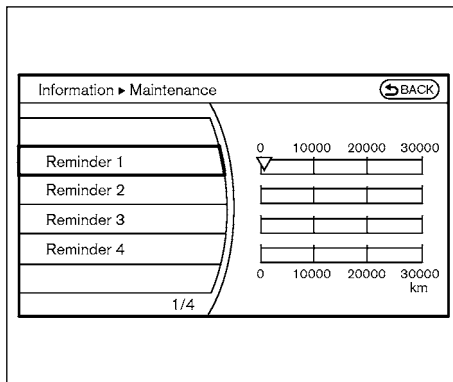 Information ▸ Maintenance
BACK
0 10000 20000 30000
Reminder 1
Reminder 2
Reminder 3
Reminder 4
0 10000 20000 30000
km
1/4